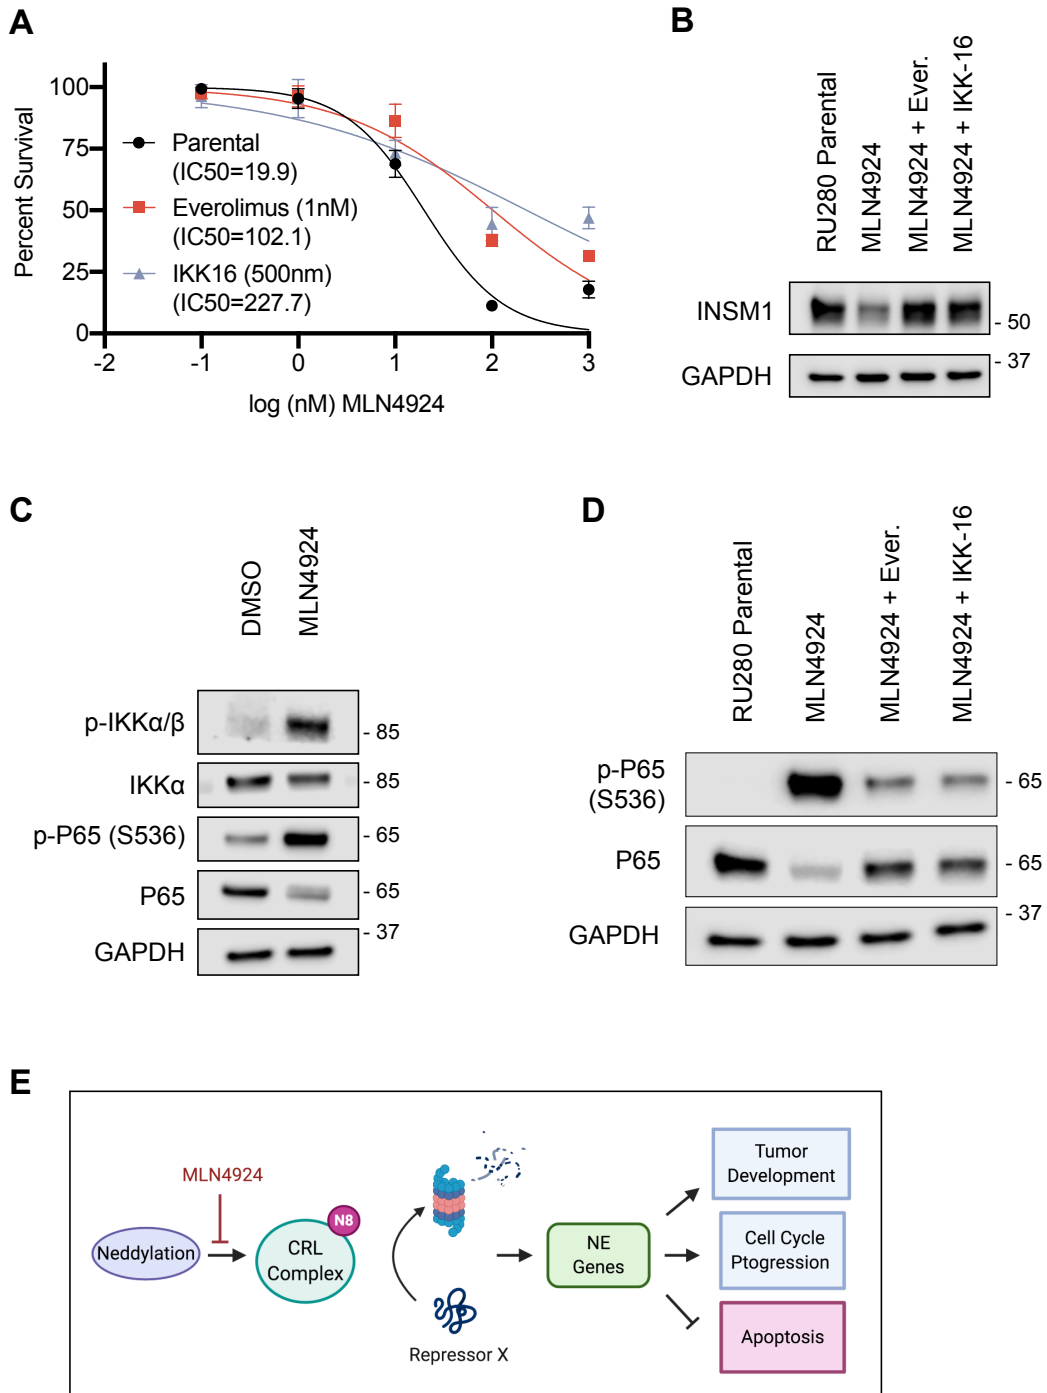 A
Percent Survival
100
75
50
25
0
-2
-1
0
1
2
3
log (nM) MLN4924
Parental
(IC50=19.9)
Everolimus (1nM)
(IC50=102.1)
IKK16 (500nm)
(IC50=227.7)
B
RU280 Parental
MLN4924
MLN4924 + Ever.
MLN4924 + IKK-16
INSM1
- 50
GAPDH
- 37
C
DMSO
MLN4924
p-IKKα/β
- 85
IKKα
- 85
p-P65 (S536)
- 65
P65
- 65
GAPDH
- 37
D
RU280 Parental
MLN4924
MLN4924 + Ever.
MLN4924 + IKK-16
p-P65
(S536)
- 65
P65
- 65
GAPDH
- 37
E
MLN4924
Neddylation
N8
CRL
Complex
Repressor X
NE
Genes
Tumor
Development
Cell Cycle
Ptogression
Apoptosis